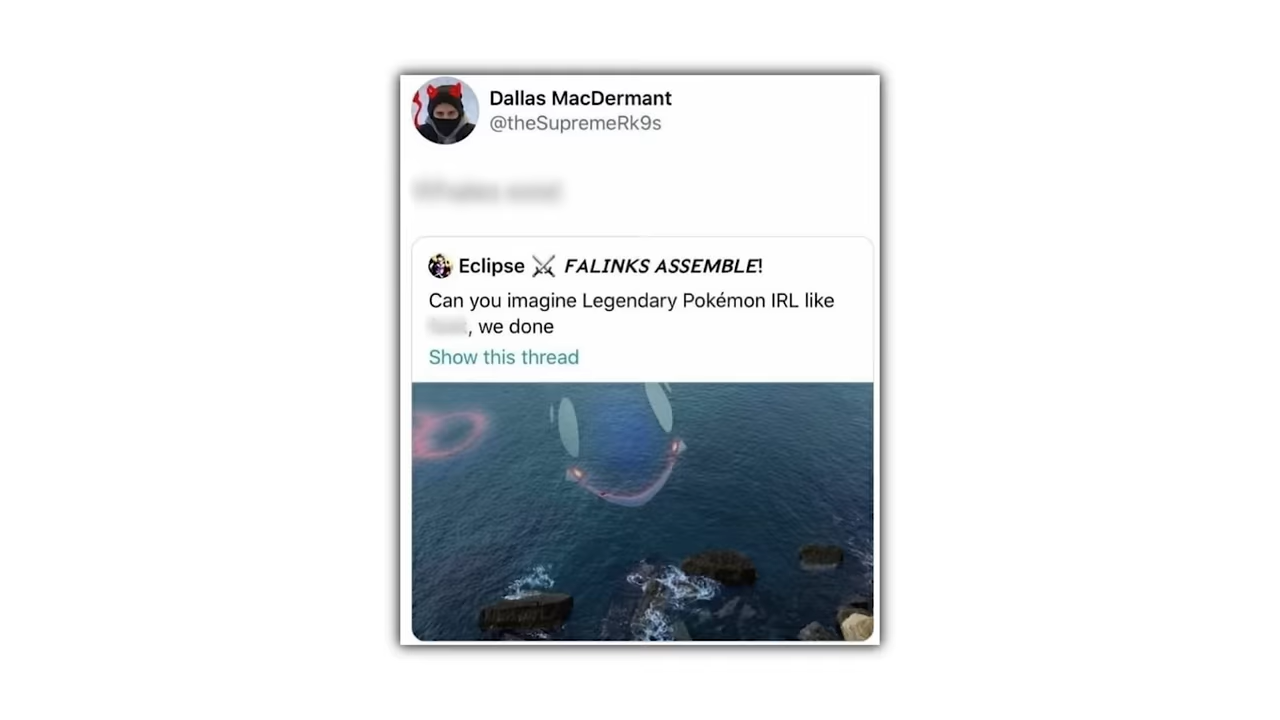 Dallas MacDermant
@theSupremeRk9s
Eclipse ⚔ FALINKS ASSEMBLE!
Can you imagine Legendary Pokémon IRL like
, we done
Show this thread